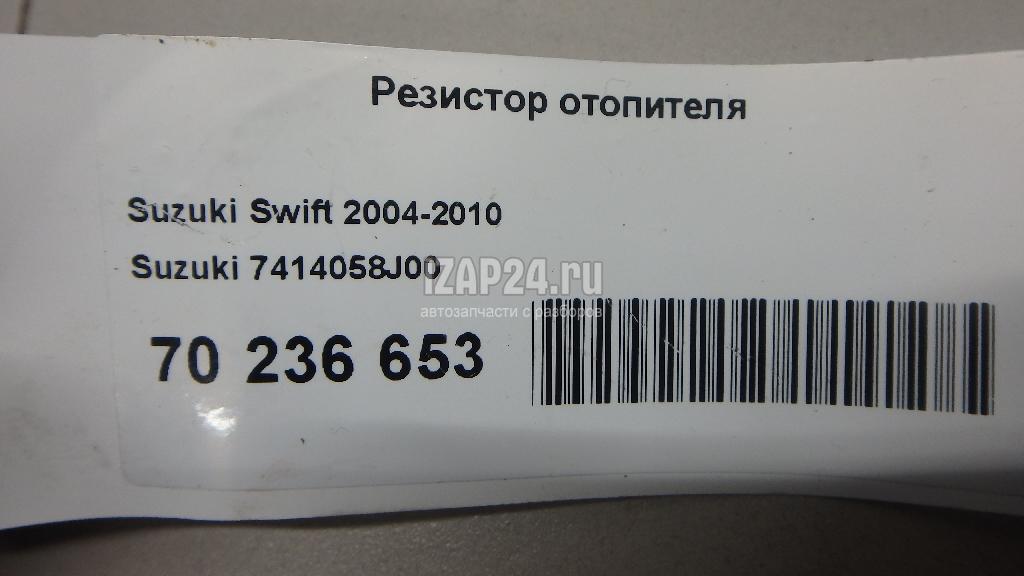 Резистор отопителя
Suzuki Swift 2004-2010
Suzuki 7414058J00
iZAP24.ru
автозапчасти с разборов
70 236 653